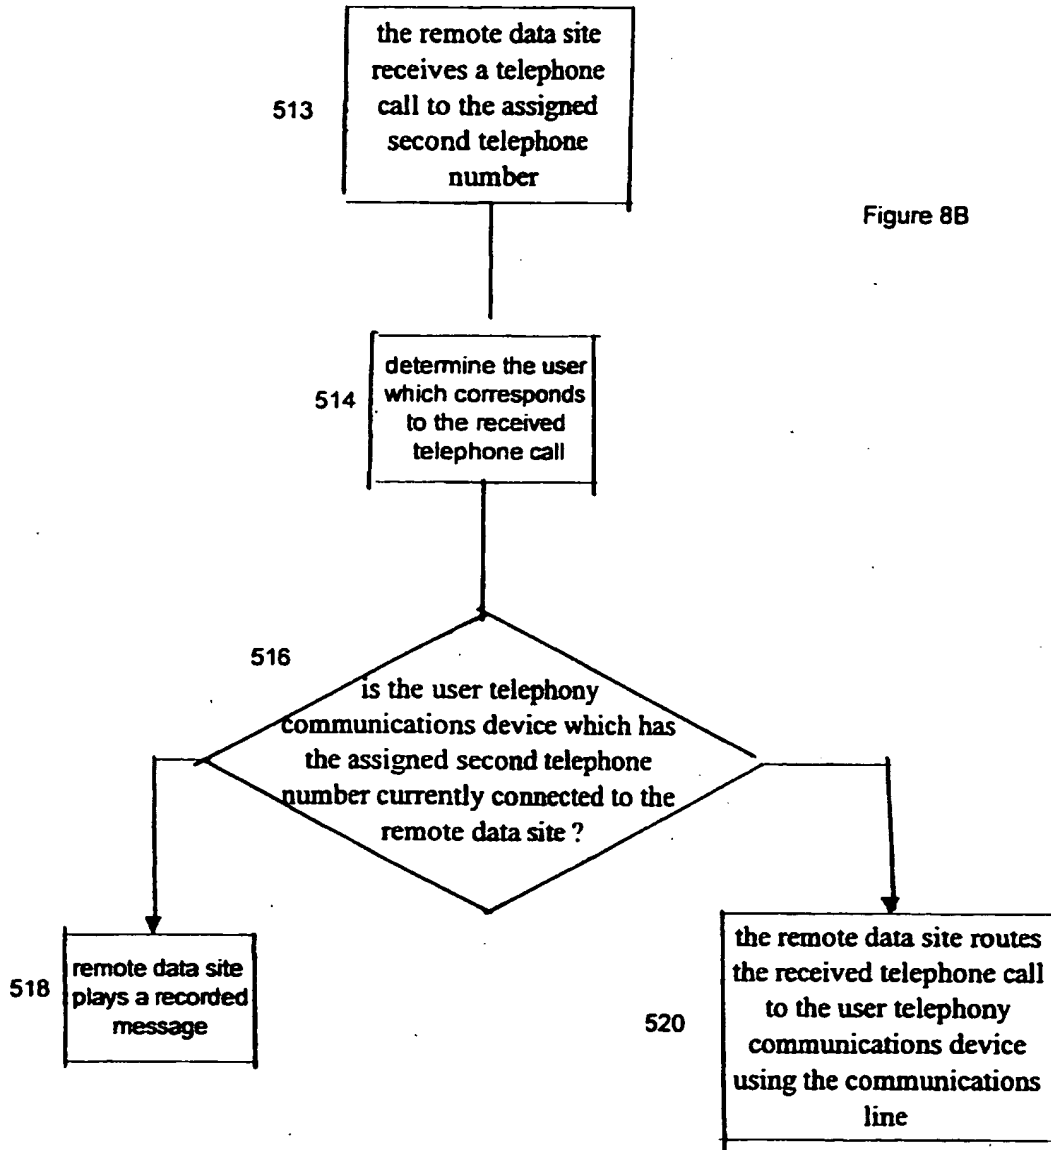 the remote data site
receives a telephone
call to the assigned
second telephone
number
513
Figure 8B
determine the user
which corresponds
to the received
telephone call
514
516
is the user telephony
communications device which has
the assigned second telephone
number currently connected to the
remote data site ?
remote data site
plays a recorded
message
518
the remote data site routes
the received telephone call
to the user telephony
communications device
using the communications
line
520